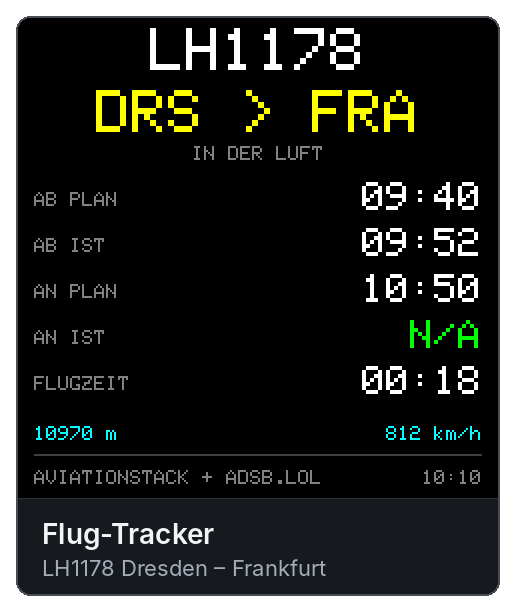 LH1178
DRS > FRA
IN DER LUFT
AB PLAN 09:40
AB IST 09:52
AN PLAN 10:50
AN IST N/A
FLUGZEIT 00:18
10970 m 812 km/h
AVIATIONSTACK + ADSB.LOL 10:10
Flug-Tracker
LH1178 Dresden – Frankfurt